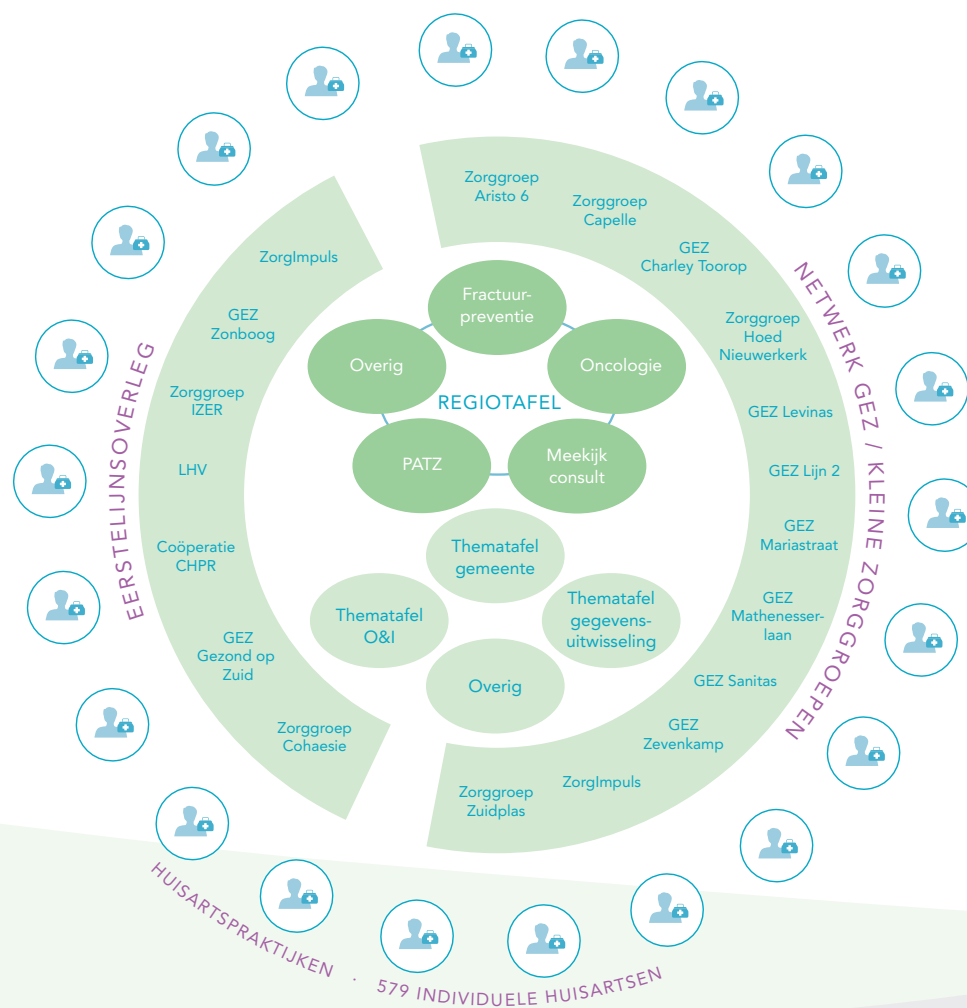 Zorggroep
Aristo 6
Zorggroep
Capelle
GEZ
Charley Toorop
Zorggroep
Hoed
Nieuwerkerk
GEZ Levinas
GEZ Lijn 2
GEZ
Mariastraat
GEZ
Mathenesser-
laan
GEZ Sanitas
GEZ
Zevenkamp
ZorgImpuls
Zorggroep
Zuidplas
NETWERK GEZ / KLEINE ZORGGROEPEN
ZorgImpuls
GEZ
Zonboog
Zorggroep
IZER
LHV
Coöperatie
CHPR
GEZ
Gezond op
Zuid
Zorggroep
Cohaesie
EERSTELIJNSOVERLEG
Fractuur-
preventie
Overig
Oncologie
REGIOTAFEL
PATZ
Meekijk
consult
Thematafel
gemeente
Thematafel
O&I
Thematafel
gegevens-
uitwisseling
Overig
HUISARTSPRAKTIJKEN · 579 INDIVIDUELE HUISARTSEN